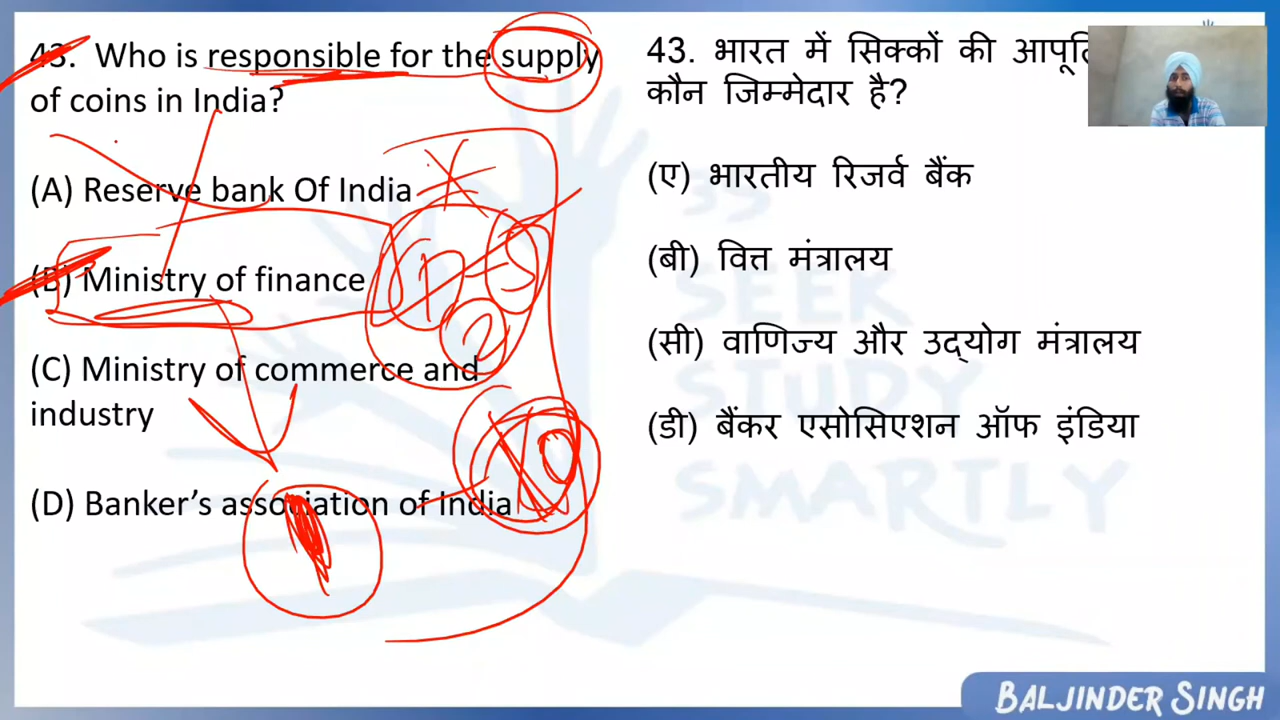 43. Who is responsible for the supply
of coins in India?
(A) Reserve bank Of India
(B) Ministry of finance
(C) Ministry of commerce and
industry
(D) Banker’s association of India
43. भारत में सिक्कों की
कौन जिम्मेदार है?
(ए) भारतीय रिजर्व बैंक
(बी) वित्त मंत्रालय
(सी) वाणिज्य और उद्योग मंत्रालय
(डी) बैंकर एसोसिएशन ऑफ इंडिया
SEEK
STUDY
SMARTLY
BALJINDER SINGH